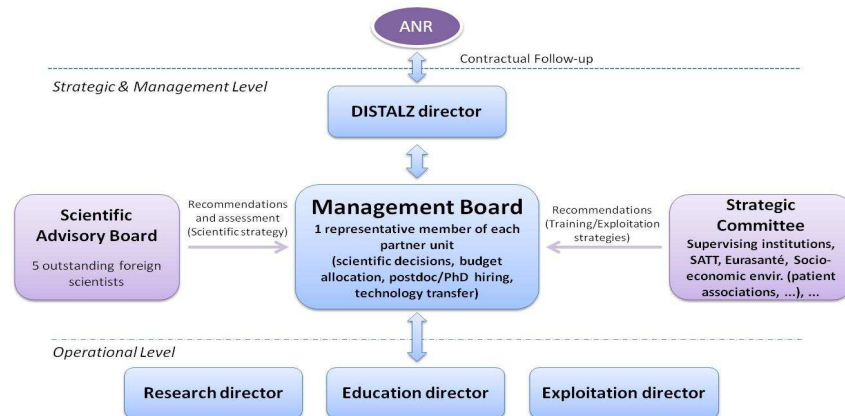 ANR
Contractual Follow-up
Strategic & Management Level
DISTALZ director
Scientific
Advisory Board
5 outstanding foreign
scientists
Recommendations
and assessment
(Scientific strategy)
Management Board
1 representative member of each
partner unit
(scientific decisions, budget
allocation, postdoc/PhD hiring,
technology transfer)
Recommendations
(Training/Exploitation
strategies)
Strategic
Committee
Supervising institutions,
SATT, Eurasanté, Socio-
economic envir. (patient
associations, ...), ...
Operational Level
Research director
Education director
Exploitation director